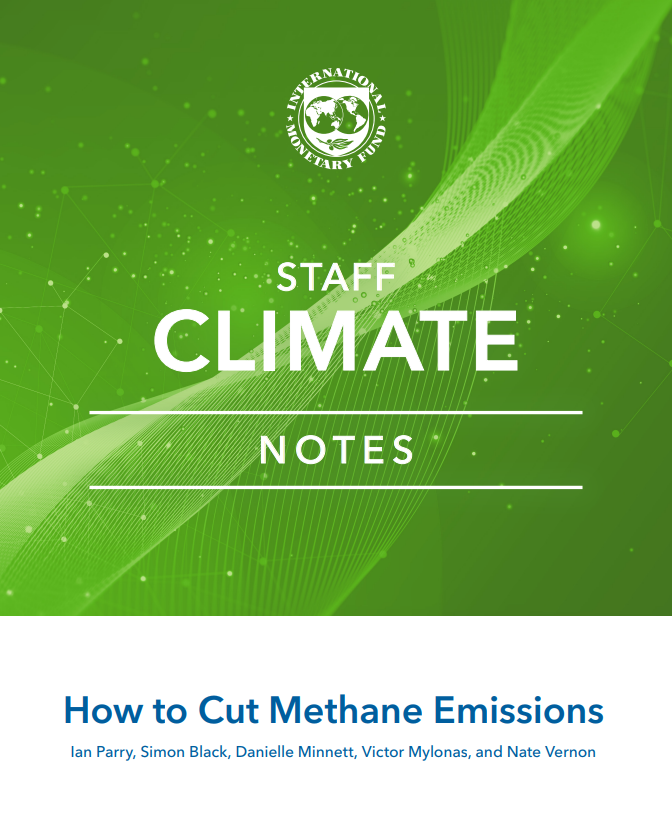 INTERNATIONAL
MONETARY FUND
STAFF
CLIMATE
NOTES
How to Cut Methane Emissions
Ian Parry, Simon Black, Danielle Minnett, Victor Mylonas, and Nate Vernon